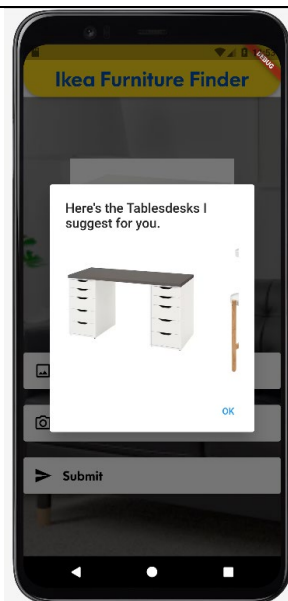 DEBUG
Ikea Furniture Finder
Here's the Tablesdesks I
suggest for you.
OK
Submit